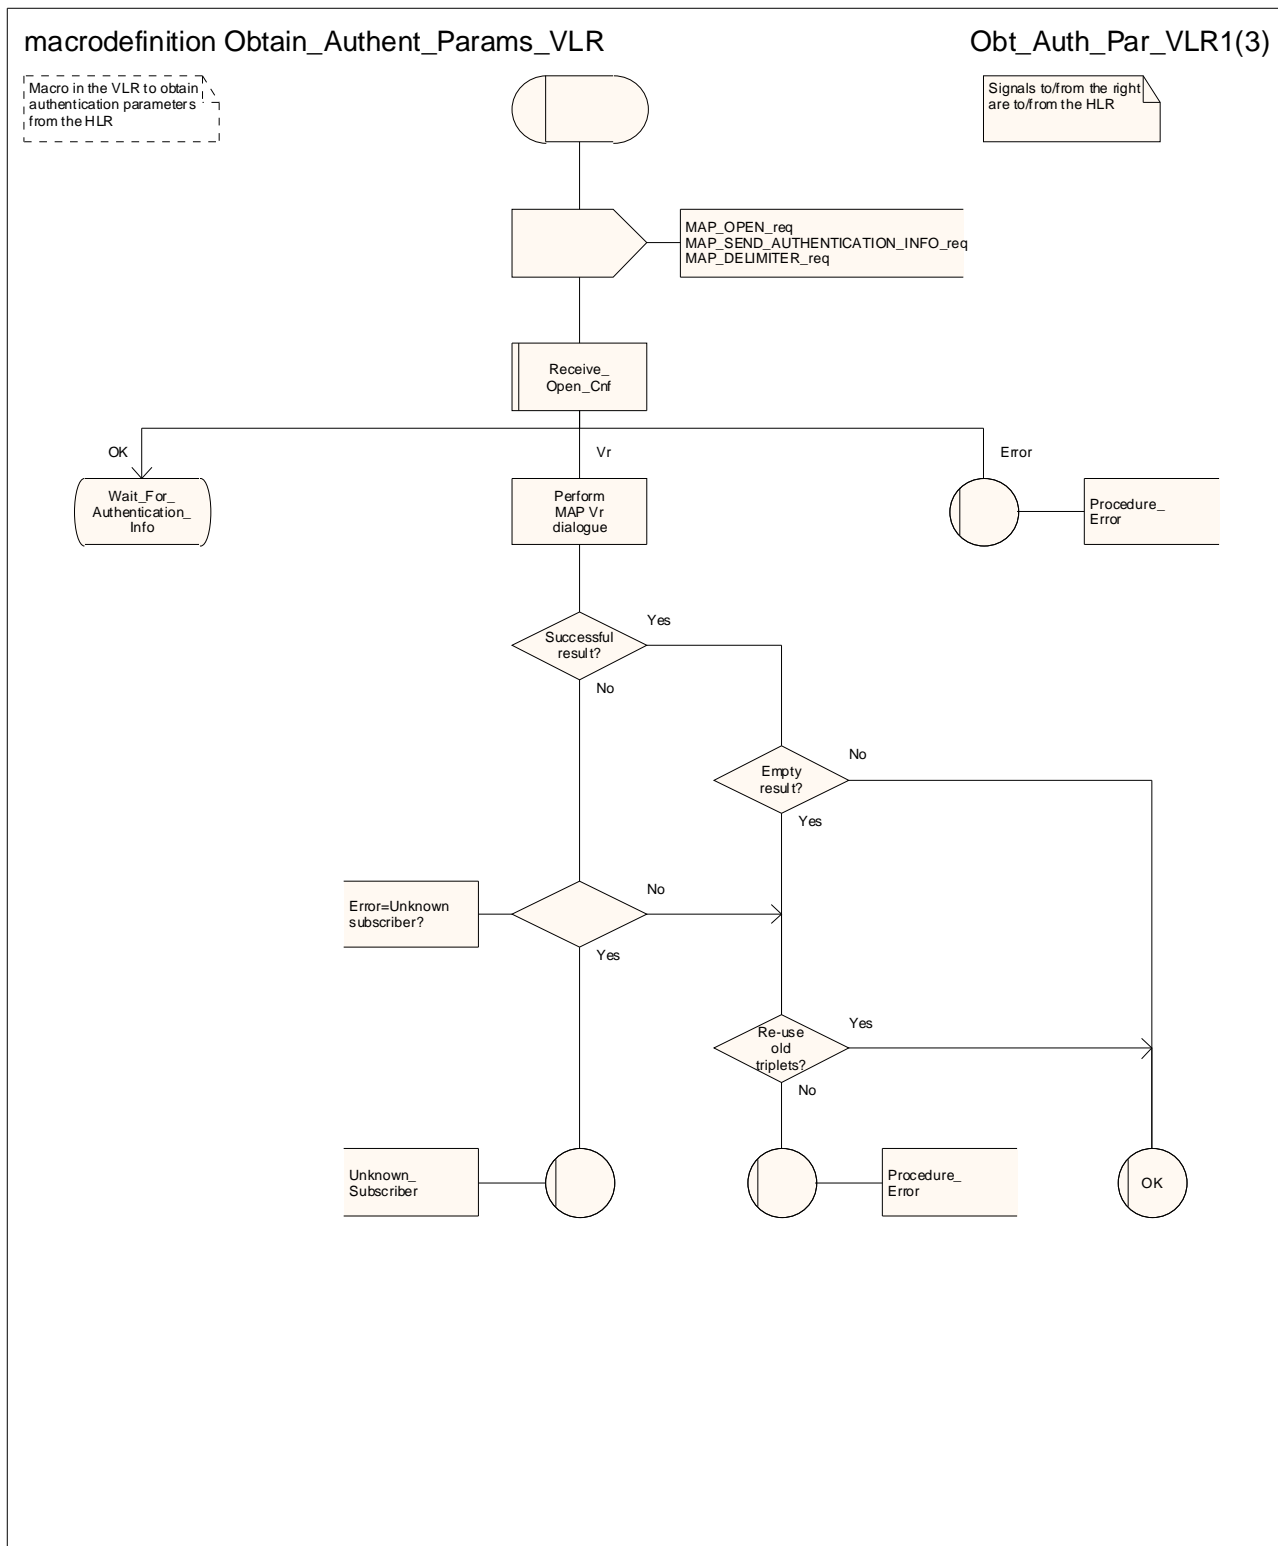 macrodefinition Obtain_Authent_Params_VLR
Obt_Auth_Par_VLR1(3)
Macro in the VLR to obtain
authentication parameters
from the HLR
Signals to/from the right
are to/from the HLR
MAP_OPEN_req
MAP_SEND_AUTHENTICATION_INFO_req
MAP_DELIMITER_req
Receive_
Open_Cnf
OK
Vr
Error
Wait_For_
Authentication_
Info
Perform
MAP Vr
dialogue
Procedure_
Error
Successful
result?
Yes
No
Empty
result?
No
Yes
Error=Unknown
subscriber?
No
Yes
Re-use
old
triplets?
Yes
No
Unknown_
Subscriber
Procedure_
Error
OK